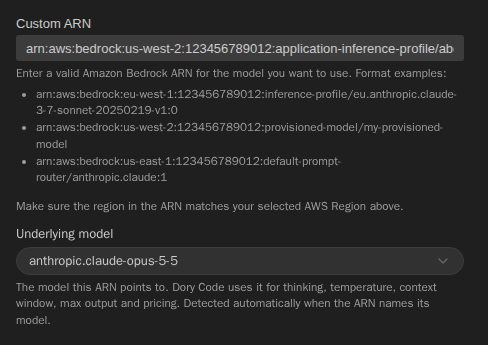 Custom ARN
arn:aws:bedrock:us-west-2:123456789012:application-inference-profile/ab
Enter a valid Amazon Bedrock ARN for the model you want to use. Format examples:
• arn:aws:bedrock:eu-west-1:123456789012:inference-profile/eu.anthropic.claude-
3-7-sonnet-20250219-v1:0
• arn:aws:bedrock:us-west-2:123456789012:provisioned-model/my-provisioned-
model
• arn:aws:bedrock:us-east-1:123456789012:default-prompt-
router/anthropic.claude:1
Make sure the region in the ARN matches your selected AWS Region above.
Underlying model
anthropic.claude-opus-5-5
The model this ARN points to. Dory Code uses it for thinking, temperature, context
window, max output and pricing. Detected automatically when the ARN names its
model.